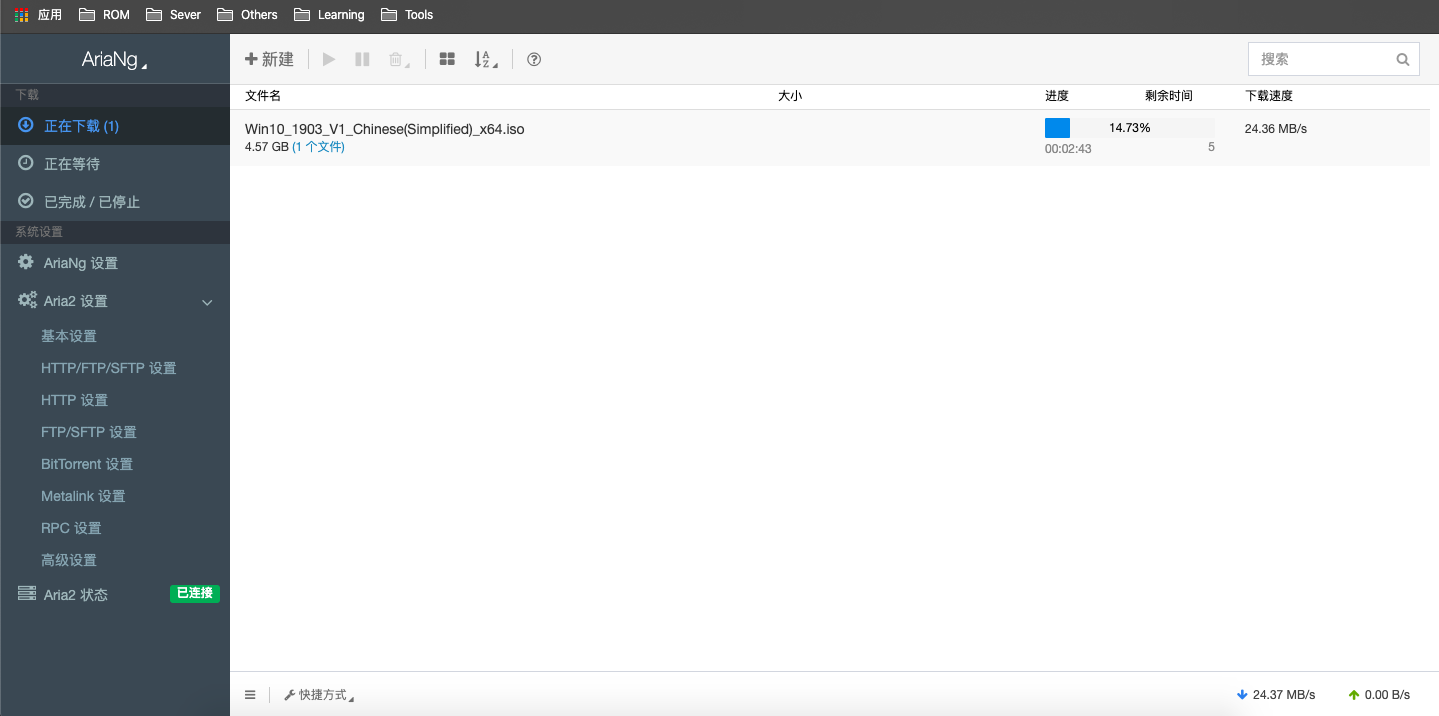 应用 ROM Sever Others Learning Tools
AriaNg
新建
搜索
下载
正在下载 (1)
正在等待
已完成 / 已停止
系统设置
AriaNg 设置
Aria2 设置
基本设置
HTTP/FTP/SFTP 设置
HTTP 设置
FTP/SFTP 设置
BitTorrent 设置
Metalink 设置
RPC 设置
高级设置
Aria2 状态 已连接
文件名 大小 进度 剩余时间 下载速度
Win10_1903_V1_Chinese(Simplified)_x64.iso 14.73% 24.36 MB/s
4.57 GB (1 个文件) 00:02:43 5
快捷方式 24.37 MB/s 0.00 B/s